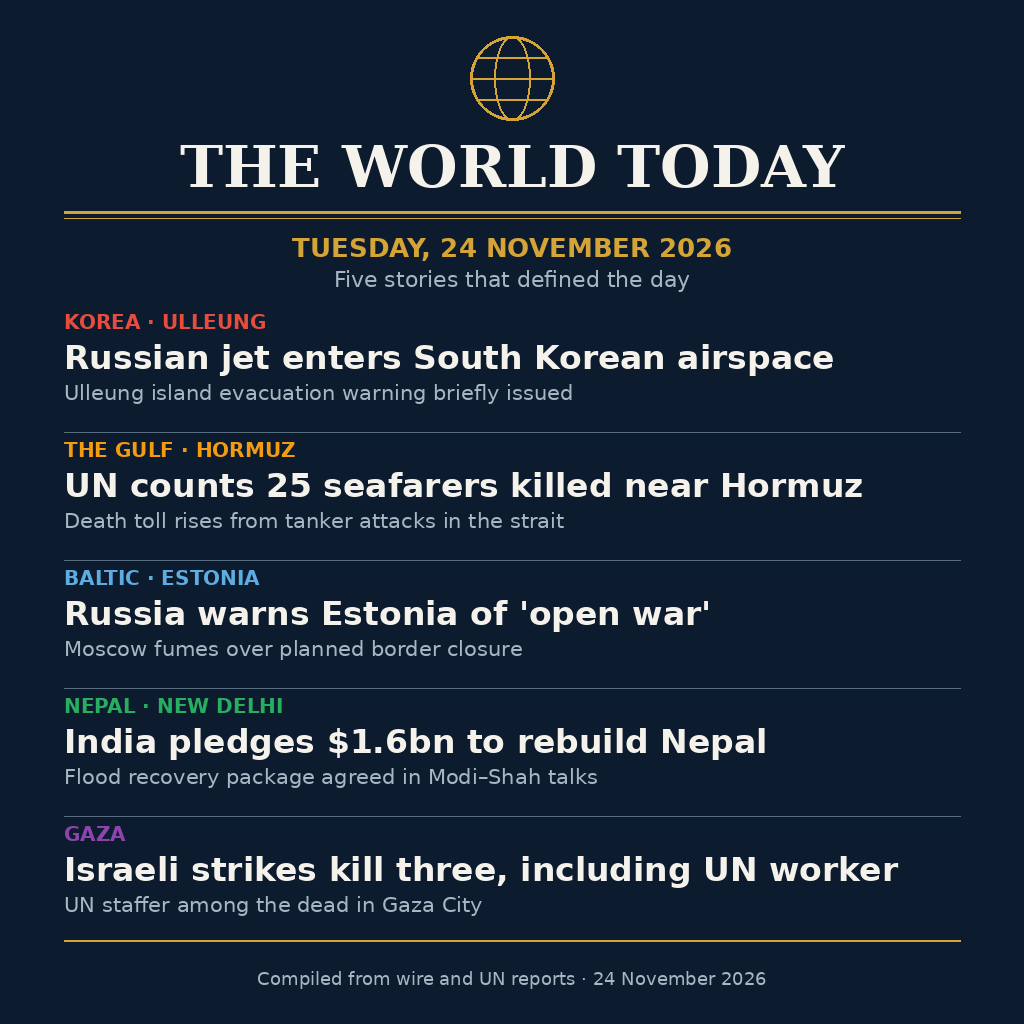 THE WORLD TODAY
TUESDAY, 24 NOVEMBER 2026
Five stories that defined the day
KOREA · ULLEUNG
Russian jet enters South Korean airspace
Ulleung island evacuation warning briefly issued
THE GULF · HORMUZ
UN counts 25 seafarers killed near Hormuz
Death toll rises from tanker attacks in the strait
BALTIC · ESTONIA
Russia warns Estonia of 'open war'
Moscow fumes over planned border closure
NEPAL · NEW DELHI
India pledges $1.6bn to rebuild Nepal
Flood recovery package agreed in Modi–Shah talks
GAZA
Israeli strikes kill three, including UN worker
UN staffer among the dead in Gaza City
Compiled from wire and UN reports · 24 November 2026